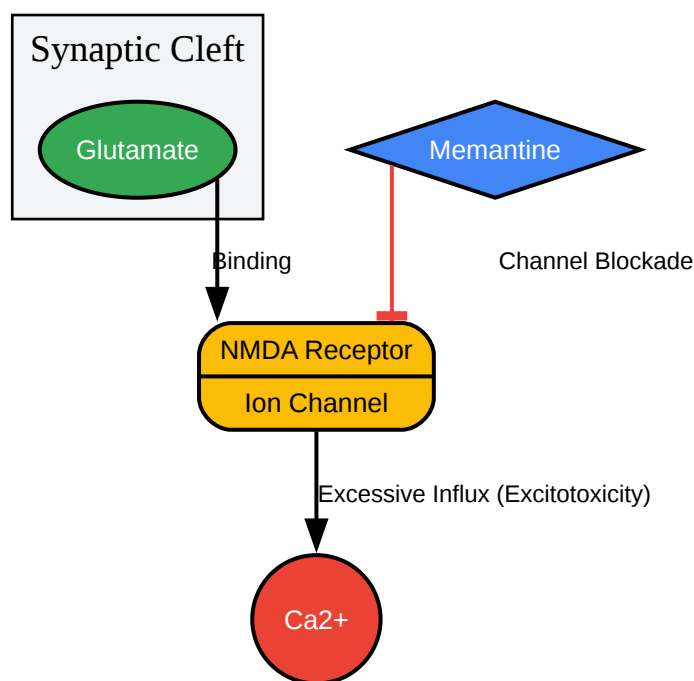 Synaptic Cleft
Glutamate
Memantine
Binding
Channel Blockade
NMDA Receptor
Ion Channel
Excessive Influx (Excitotoxicity)
Ca2+